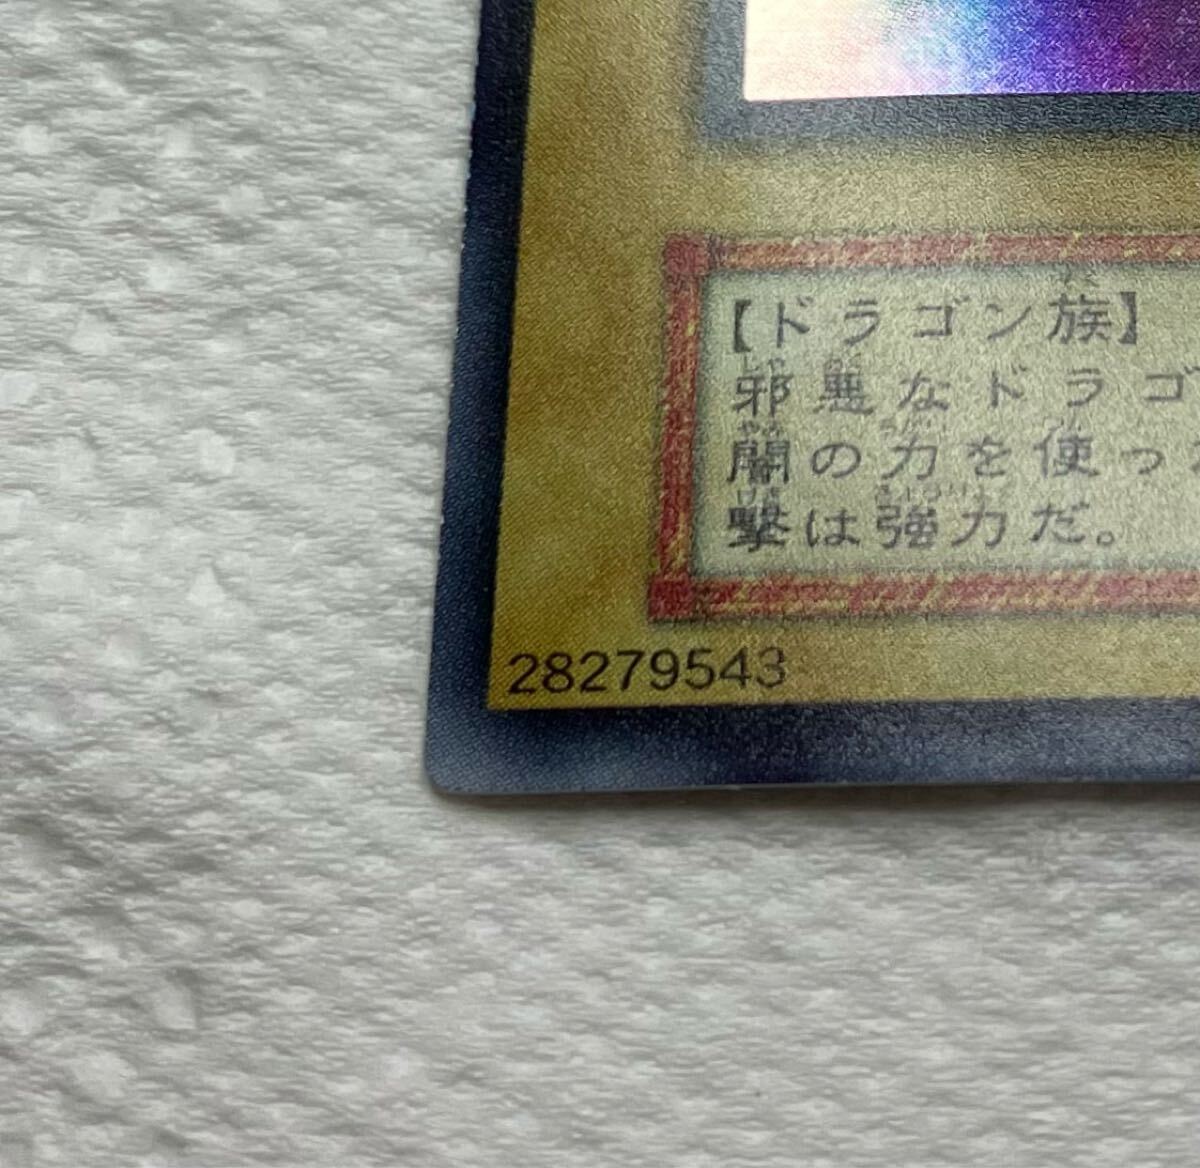 【ドラゴン族】
邪悪なドラゴ
闇の力を使っ
撃は強力だ。
28279543